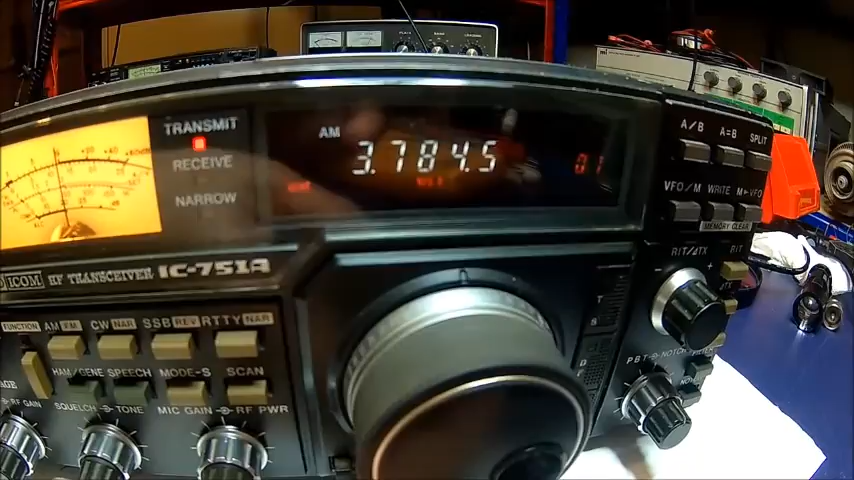 TRANSMIT
RECEIVE
NARROW
AM
3.784.5
01
A/B A=B SPLIT
VFO/M WRITE M▶VFO
MEMORY CLEAR
RIT/ΔTX RIT
ICOM HF TRANSCEIVER IC-751A
FUNCTION AM FM CW NAR SSB REV RTTY NAR
HAM/GENE SPEECH MODE-S SCAN
RF GAIN SQUELCH TONE MIC GAIN RF PWR
PBT NOTCH FILTER